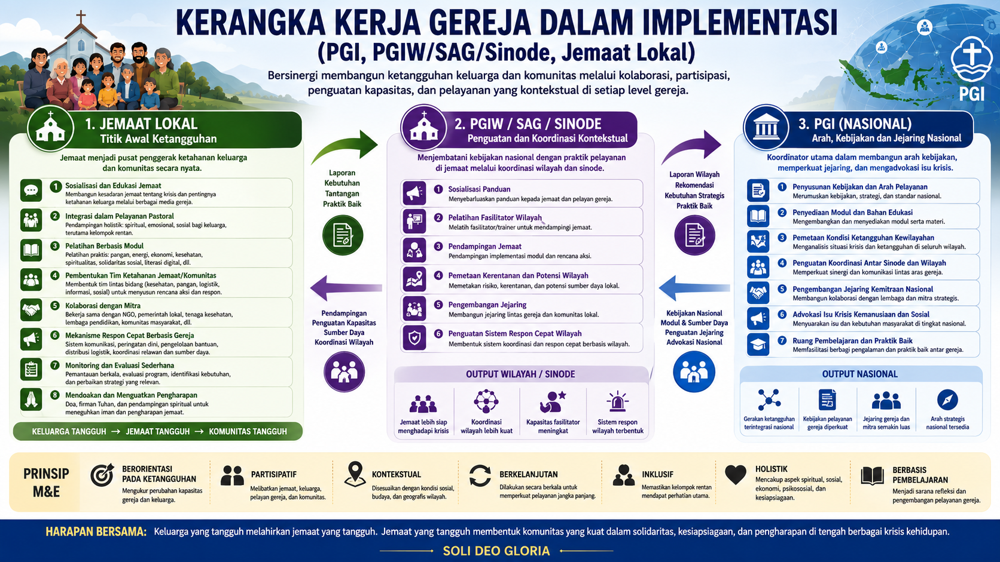 KERANGKA KERJA GEREJA DALAM IMPLEMENTASI
(PGI, PGIW/SAG/Sinode, Jemaat Lokal)
Bersinergi membangun ketangguhan keluarga dan komunitas melalui kolaborasi, partisipasi,
penguatan kapasitas, dan pelayanan yang kontekstual di setiap level gereja.
PGI
1. JEMAAT LOKAL
Titik Awal Ketangguhan
Jemaat menjadi pusat penggerak ketahanan keluarga
dan komunitas secara nyata.
1 Sosialisasi dan Edukasi Jemaat
Membangun kesadaran jemaat tentang krisis dan pentingnya
ketahanan keluarga melalui berbagai media gereja.
2 Integrasi dalam Pelayanan Pastoral
Pendampingan holistik: spiritual, emosional, sosial bagi keluarga,
terutama kelompok rentan.
3 Pelatihan Berbasis Modul
Pelatihan praktis: pangan, energi, ekonomi, kesehatan,
spiritualitas, solidaritas sosial, literasi digital, dll.
4 Pembentukan Tim Ketahanan Jemaat/Komunitas
Membentuk tim lintas bidang (kesehatan, pangan, logistik,
informasi, sosial) untuk menyusun rencana aksi dan respon.
5 Kolaborasi dengan Mitra
Bekerja sama dengan NGO, pemerintah lokal, tenaga kesehatan,
lembaga pendidikan, komunitas masyarakat, dll.
6 Mekanisme Respon Cepat Berbasis Gereja
Sistem komunikasi, peringatan dini, pengelolaan bantuan,
distribusi logistik, koordinasi relawan dan sumber daya.
7 Monitoring dan Evaluasi Sederhana
Pemantauan berkala, evaluasi program, identifikasi kebutuhan,
dan perbaikan strategi yang relevan.
8 Mendoakan dan Menguatkan Pengharapan
Doa, firman Tuhan, dan pendampingan spiritual untuk
meneguhkan iman dan pengharapan jemaat.
KELUARGA TANGGUH → JEMAAT TANGGUH → KOMUNITAS TANGGUH
Laporan
Kebutuhan
Tantangan
Praktik Baik
Pendampingan
Penguatan Kapasitas
Sumber Daya
Koordinasi Wilayah
2. PGIW / SAG / SINODE
Penguatan dan Koordinasi Kontekstual
Menjembatani kebijakan nasional dengan praktik pelayanan
di jemaat melalui koordinasi wilayah dan sinode.
1 Sosialisasi Panduan
Menyebarluaskan panduan kepada jemaat dan pelayan gereja.
2 Pelatihan Fasilitator Wilayah
Melatih fasilitator/trainer untuk mendampingi jemaat.
3 Pendampingan Jemaat
Pendampingan implementasi modul dan rencana aksi.
4 Pemetaan Kerentanan dan Potensi Wilayah
Memetakan risiko, kerentanan, dan potensi sumber daya lokal.
5 Pengembangan Jejaring
Membangun jejaring lintas gereja dan komunitas lokal.
6 Penguatan Sistem Respon Cepat Wilayah
Membentuk sistem koordinasi dan respon cepat berbasis wilayah.
OUTPUT WILAYAH / SINODE
Jemaat lebih siap
menghadapi krisis
Koordinasi
wilayah lebih kuat
Kapasitas fasilitator
meningkat
Sistem respon
wilayah terbentuk
Laporan Wilayah
Rekomendasi
Kebutuhan Strategis
Praktik Baik
Kebijakan Nasional
Modul & Sumber Daya
Penguatan Jejaring
Advokasi Nasional
3. PGI (NASIONAL)
Arah, Kebijakan dan Jejaring Nasional
Koordinator utama dalam membangun arah kebijakan,
memperkuat jejaring, dan mengadvokasi isu krisis.
1 Penyusunan Kebijakan dan Arah Pelayanan
Merumuskan kebijakan, strategi, dan standar nasional.
2 Penyediaan Modul dan Bahan Edukasi
Mengembangkan dan menyediakan modul serta materi.
3 Pemetaan Kondisi Ketangguhan Kewilayahan
Menganalisis situasi krisis dan ketangguhan di seluruh wilayah.
4 Penguatan Koordinasi Antar Sinode dan Wilayah
Memperkuat sinergi dan komunikasi lintas aras gereja.
5 Pengembangan Jejaring Kemitraan Nasional
Membangun kolaborasi dengan lembaga dan mitra strategis.
6 Advokasi Isu Krisis Kemanusiaan dan Sosial
Menyuarakan isu dan kebutuhan masyarakat di tingkat nasional.
7 Ruang Pembelajaran dan Praktik Baik
Memfasilitasi berbagi pengalaman dan praktik baik antar gereja.
OUTPUT NASIONAL
Gerakan ketangguhan
terintegrasi nasional
Kebijakan pelayanan
gereja diperkuat
Jejaring gereja dan
mitra semakin luas
Arah strategis
nasional tersedia
PRINSIP
M&E
BERORIENTASI
PADA KETANGGUHAN
Mengukur perubahan kapasitas
gereja dan keluarga.
PARTISIPATIF
Melibatkan jemaat, keluarga,
pelayan gereja, dan komunitas.
KONTEKSTUAL
Disesuaikan dengan kondisi sosial,
budaya, dan geografis wilayah.
BERKELANJUTAN
Dilakukan secara berkala untuk
memperkuat pelayanan jangka panjang.
INKLUSIF
Memastikan kelompok rentan
mendapat perhatian utama.
HOLISTIK
Mencakup aspek spiritual, sosial,
ekonomi, psikososial, dan
kesiapsiagaan.
BERBASIS
PEMBELAJARAN
Menjadi sarana refleksi dan
pengembangan pelayanan gereja.
HARAPAN BERSAMA: Keluarga yang tangguh melahirkan jemaat yang tangguh. Jemaat yang tangguh membentuk komunitas yang kuat dalam solidaritas, kesiapsiagaan, dan pengharapan di tengah berbagai krisis kehidupan.
SOLI DEO GLORIA